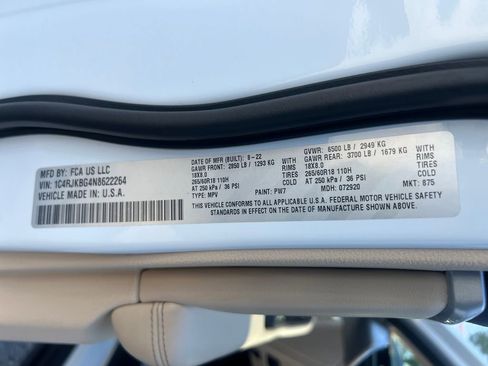 MFD BY: FCA US LLC
VIN: 1C4RJKBG4N8622264
VEHICLE MADE IN: U.S.A.
DATE OF MFR (BUILT): 8-22
GAWR FRONT: 2850 LB / 1293 KG
18X8.0
265/60R18 110H
AT 250 kPa / 36 PSI
TYPE: MPV
PAINT: PW7
WITH
TIRES
RIMS AT
COLD
GVWR: 6500 LB / 2949 KG
GAWR REAR: 3700 LB / 1679 KG
18X8.0
265/60R18 110H
AT 250 kPa / 36 PSI
MDH: 072920
WITH
TIRES
RIMS AT
COLD
MKT: 875
THIS VEHICLE CONFORMS TO ALL APPLICABLE U.S.A. FEDERAL MOTOR VEHICLE SAFETY
STANDARDS IN EFFECT ON THE DATE OF MANUFACTURE SHOWN ABOVE.